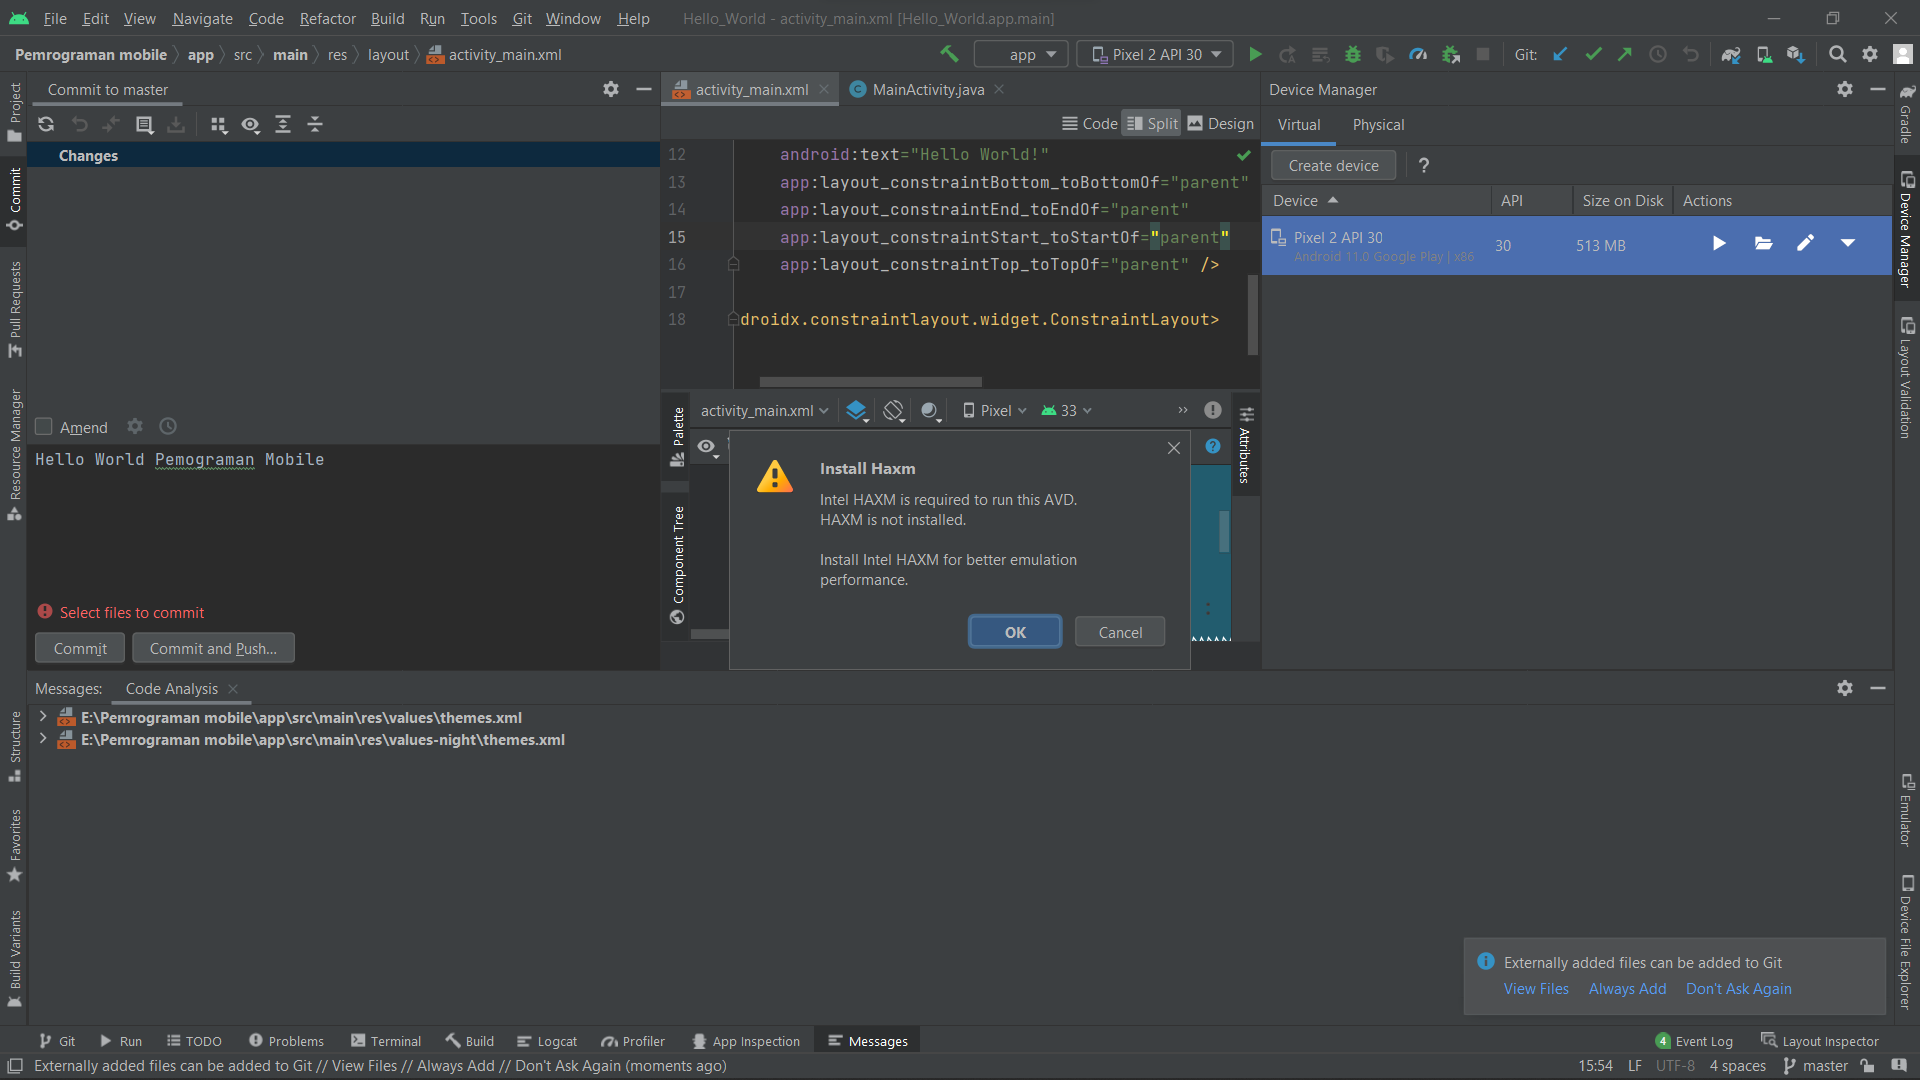 File Edit View Navigate Code Refactor Build Run Tools Git Window Help Hello_World - activity_main.xml [Hello_World.app.main]
Pemrograman mobile app src main res layout activity_main.xml app Pixel 2 API 30 Git:
Project
Commit
Pull Requests
Resource Manager
Structure
Favorites
Build Variants
Commit to master
Changes
Amend
Hello World Pemograman Mobile
Select files to commit
Commit Commit and Push...
activity_main.xml MainActivity.java
Code Split Design
12 android:text="Hello World!"
13 app:layout_constraintBottom_toBottomOf="parent"
14 app:layout_constraintEnd_toEndOf="parent"
15 app:layout_constraintStart_toStartOf="parent"
16 app:layout_constraintTop_toTopOf="parent" />
17
18 droidx.constraintlayout.widget.ConstraintLayout>
Palette
Component Tree
activity_main.xml Pixel 33
Attributes
Install Haxm
Intel HAXM is required to run this AVD.
HAXM is not installed.
Install Intel HAXM for better emulation
performance.
OK Cancel
Device Manager
Virtual Physical
Create device ?
Device API Size on Disk Actions
Pixel 2 API 30 30 513 MB
Android 11.0 Google Play | x86
Gradle
Device Manager
Layout Validation
Emulator
Device File Explorer
Messages: Code Analysis
E:\Pemrograman mobile\app\src\main\res\values\themes.xml
E:\Pemrograman mobile\app\src\main\res\values-night\themes.xml
Externally added files can be added to Git
View Files Always Add Don't Ask Again
Git Run TODO Problems Terminal Build Logcat Profiler App Inspection Messages 4 Event Log Layout Inspector
Externally added files can be added to Git // View Files // Always Add // Don't Ask Again (moments ago) 15:54 LF UTF-8 4 spaces master